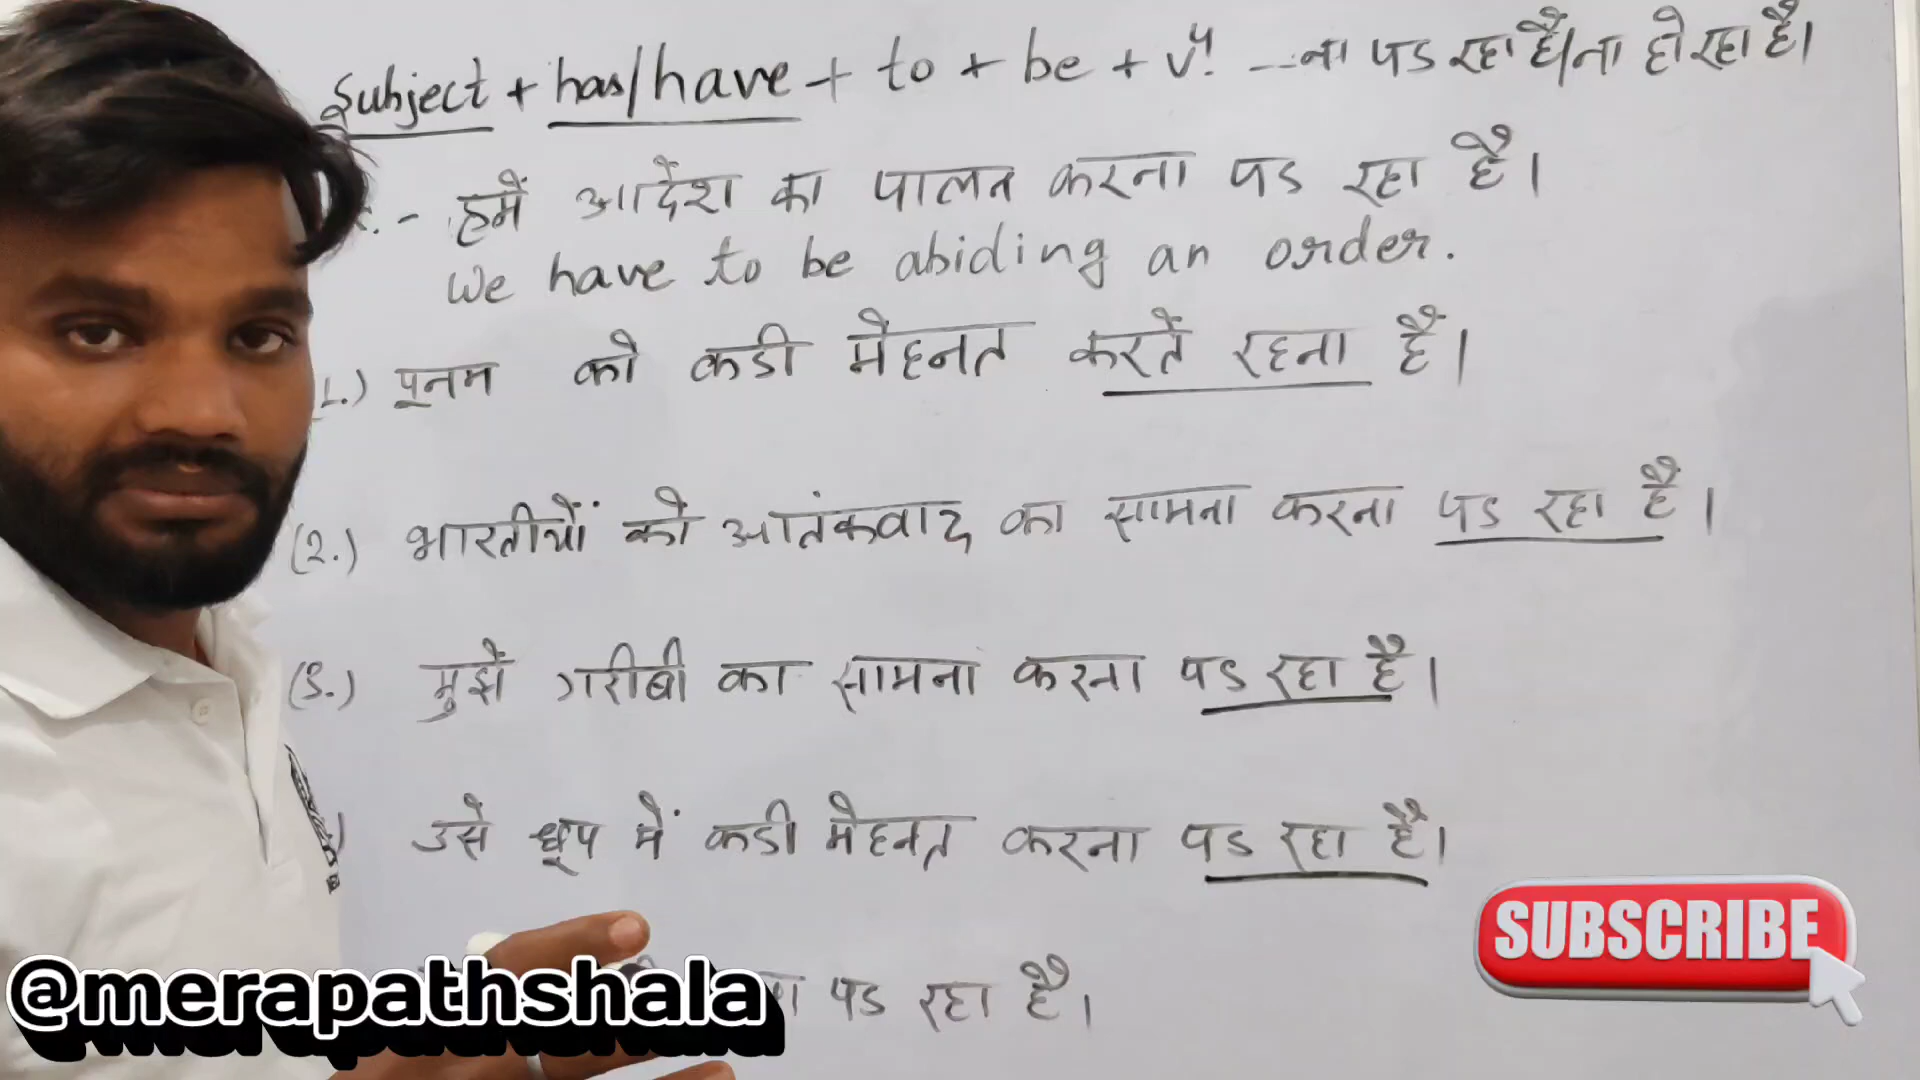 Subject + has/have + to + be + V⁴. ---ना पड रहा है/ना हो रहा है।
- हमें आदेश का पालन करना पड रहा है।
We have to be abiding an order.
(1.) पूनम को कडी मेहनत करते रहना है।
(2.) भारतीयों को आतंकवाद का सामना करना पड रहा है।
(3.) मुझे गरीबी का सामना करना पड रहा है।
उसे धूप में कडी मेहनत करना पड रहा है।
SUBSCRIBE
@merapathshala
पड रहा है।